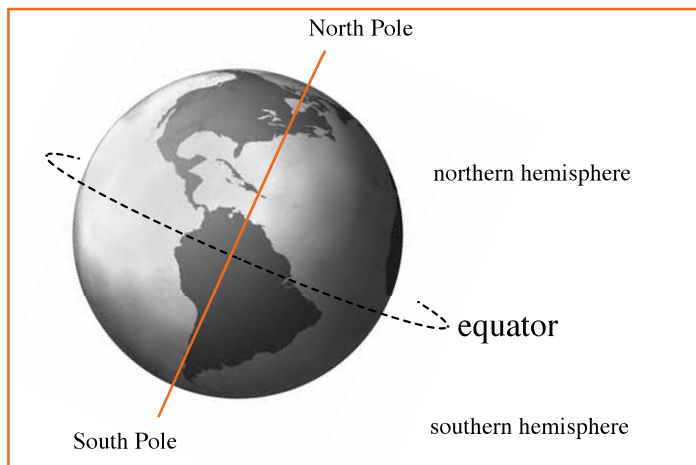 North Pole
northern hemisphere
equator
southern hemisphere
South Pole